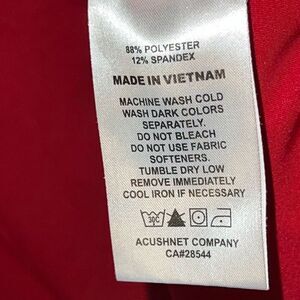 88% POLYESTER
12% SPANDEX
MADE IN VIETNAM
MACHINE WASH COLD
WASH DARK COLORS
SEPARATELY.
DO NOT BLEACH
DO NOT USE FABRIC
SOFTENERS.
TUMBLE DRY LOW
REMOVE IMMEDIATELY
COOL IRON IF NECESSARY
30C
ACUSHNET COMPANY
CA#28544